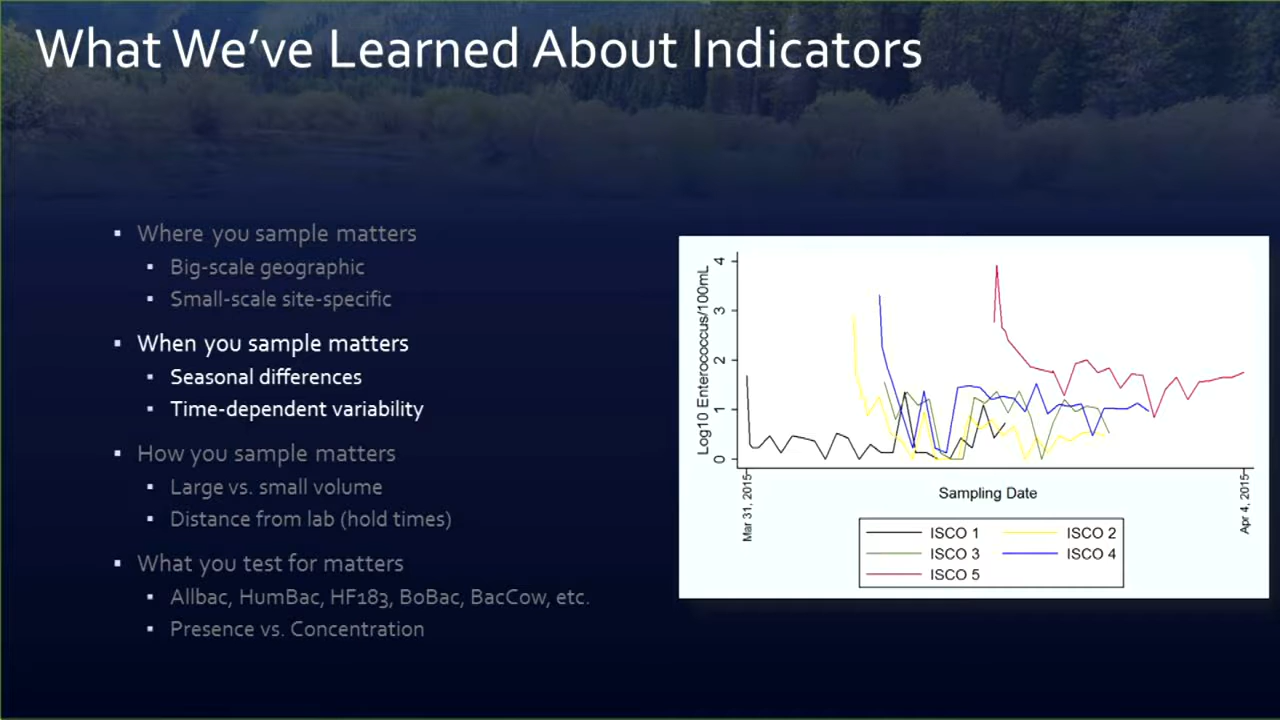 What We've Learned About Indicators
▪ Where you sample matters
▪ Big-scale geographic
▪ Small-scale site-specific
▪ When you sample matters
▪ Seasonal differences
▪ Time-dependent variability
▪ How you sample matters
▪ Large vs. small volume
▪ Distance from lab (hold times)
▪ What you test for matters
▪ Allbac, HumBac, HF183, BoBac, BacCow, etc.
▪ Presence vs. Concentration
Log10 Enterococcus/100mL
4
3
2
1
0
Mar 31, 2015
Apr 4, 2015
Sampling Date
ISCO 1 ISCO 2
ISCO 3 ISCO 4
ISCO 5